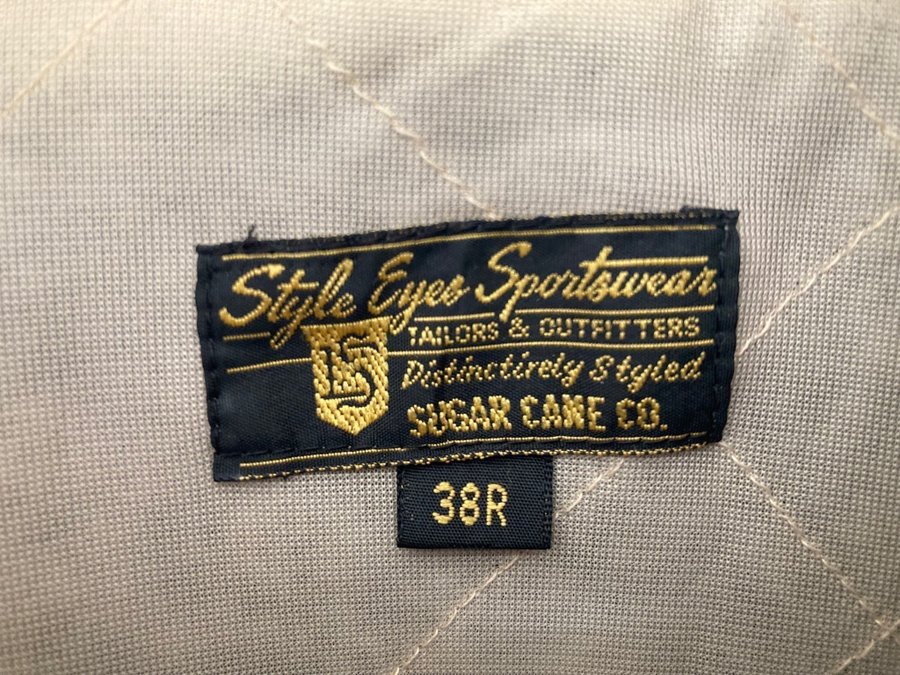 Style Eyes Sportswear
TAILORS & OUTFITTERS
Distinctively Styled
SUGAR CANE CO.
38R